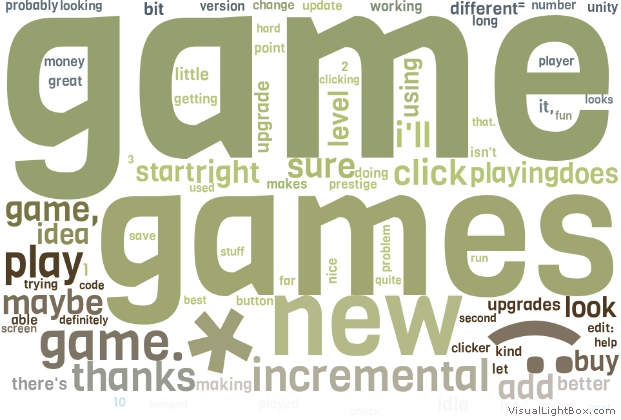 probably looking bit version change update working different = number unity
long
game
hard
point
money
great
little
getting
upgrade
2
clicking
level
using
i'll
player
it,
fun
looks
that.
isn't
3
start right sure doing click playing does
used makes prestige
game,
idea
games
save
stuff
far
nice
problem
quite
run
play
1
trying code
maybe
able definitely
screen
best
button
new
game.
*
second
upgrades look
edit:
help
clicker kind
let
:(
buy
there's thanks making incremental add better
10 instead played check idle
VisualLightBox.com